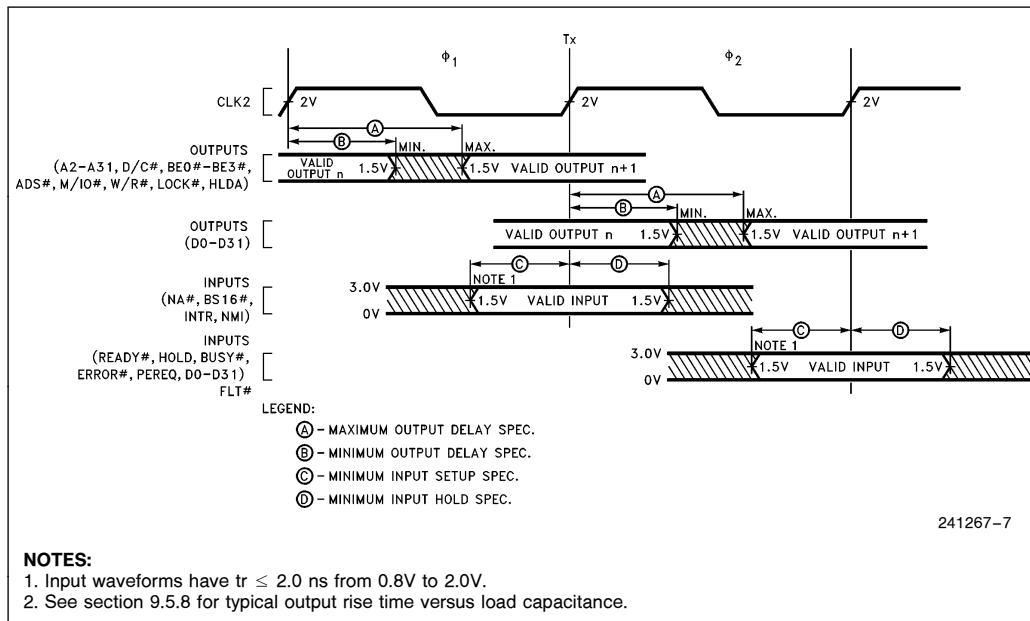 Tx
ϕ1
ϕ2
CLK2
2V
2V
2V
A
B
MIN.
MAX.
OUTPUTS
(A2-A31, D/C#, BE0#-BE3#,
ADS#, M/IO#, W/R#, LOCK#, HLDA)
VALID
OUTPUT n
1.5V
1.5V
VALID OUTPUT n+1
A
B
MIN.
MAX.
OUTPUTS
(D0-D31)
VALID OUTPUT n
1.5V
1.5V
VALID OUTPUT n+1
C
D
INPUTS
(NA#, BS16#,
INTR, NMI)
3.0V
0V
NOTE 1
1.5V
VALID INPUT
1.5V
C
D
INPUTS
(READY#, HOLD, BUSY#,
ERROR#, PEREQ, D0-D31)
FLT#
3.0V
0V
NOTE 1
1.5V
VALID INPUT
1.5V
LEGEND:
A - MAXIMUM OUTPUT DELAY SPEC.
B - MINIMUM OUTPUT DELAY SPEC.
C - MINIMUM INPUT SETUP SPEC.
D - MINIMUM INPUT HOLD SPEC.
241267-7
NOTES:
1. Input waveforms have tr ≤ 2.0 ns from 0.8V to 2.0V.
2. See section 9.5.8 for typical output rise time versus load capacitance.